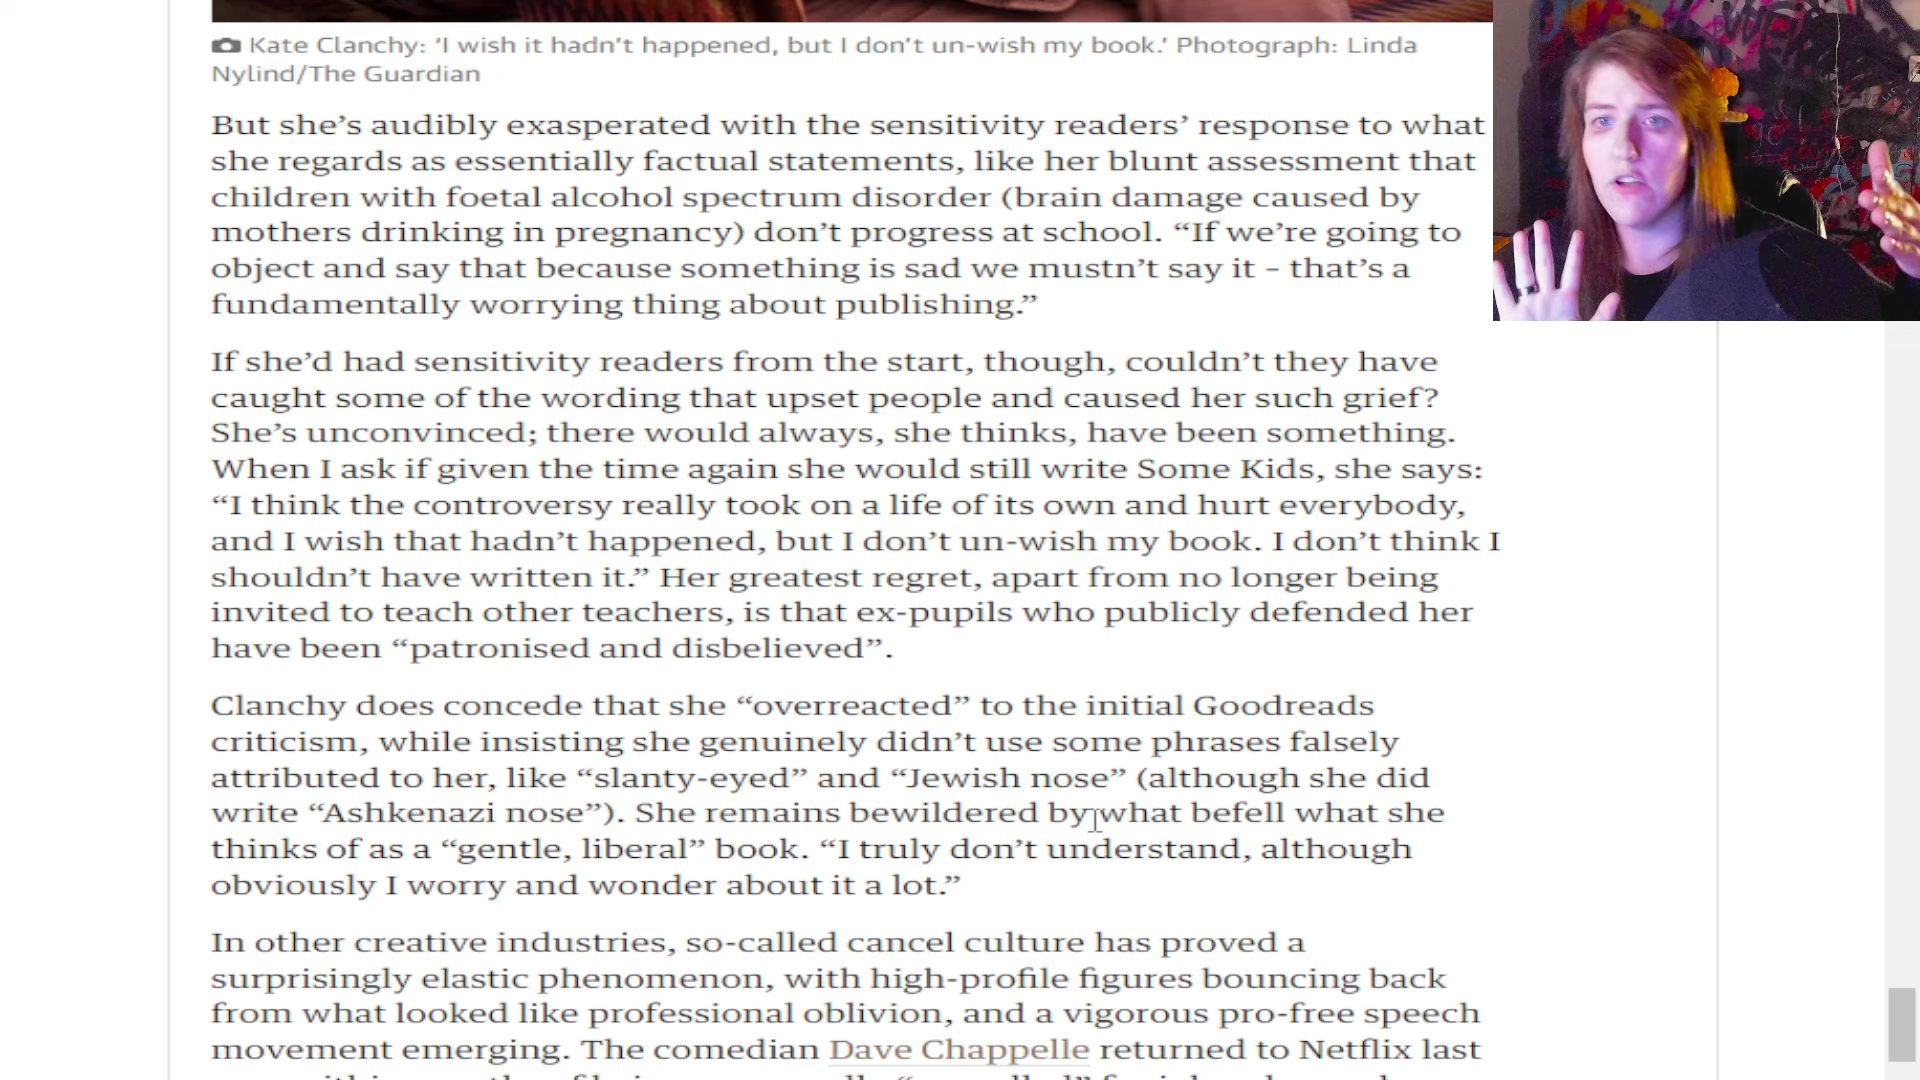 Kate Clanchy: ‘I wish it hadn’t happened, but I don’t un-wish my book.’ Photograph: Linda
Nylind/The Guardian
But she’s audibly exasperated with the sensitivity readers’ response to what
she regards as essentially factual statements, like her blunt assessment that
children with foetal alcohol spectrum disorder (brain damage caused by
mothers drinking in pregnancy) don’t progress at school. “If we’re going to
object and say that because something is sad we mustn’t say it – that’s a
fundamentally worrying thing about publishing.”
If she’d had sensitivity readers from the start, though, couldn’t they have
caught some of the wording that upset people and caused her such grief?
She’s unconvinced; there would always, she thinks, have been something.
When I ask if given the time again she would still write Some Kids, she says:
“I think the controversy really took on a life of its own and hurt everybody,
and I wish that hadn’t happened, but I don’t un-wish my book. I don’t think I
shouldn’t have written it.” Her greatest regret, apart from no longer being
invited to teach other teachers, is that ex-pupils who publicly defended her
have been “patronised and disbelieved”.
Clanchy does concede that she “overreacted” to the initial Goodreads
criticism, while insisting she genuinely didn’t use some phrases falsely
attributed to her, like “slanty-eyed” and “Jewish nose” (although she did
write “Ashkenazi nose”). She remains bewildered by what befell what she
thinks of as a “gentle, liberal” book. “I truly don’t understand, although
obviously I worry and wonder about it a lot.”
In other creative industries, so-called cancel culture has proved a
surprisingly elastic phenomenon, with high-profile figures bouncing back
from what looked like professional oblivion, and a vigorous pro-free speech
movement emerging. The comedian Dave Chappelle returned to Netflix last